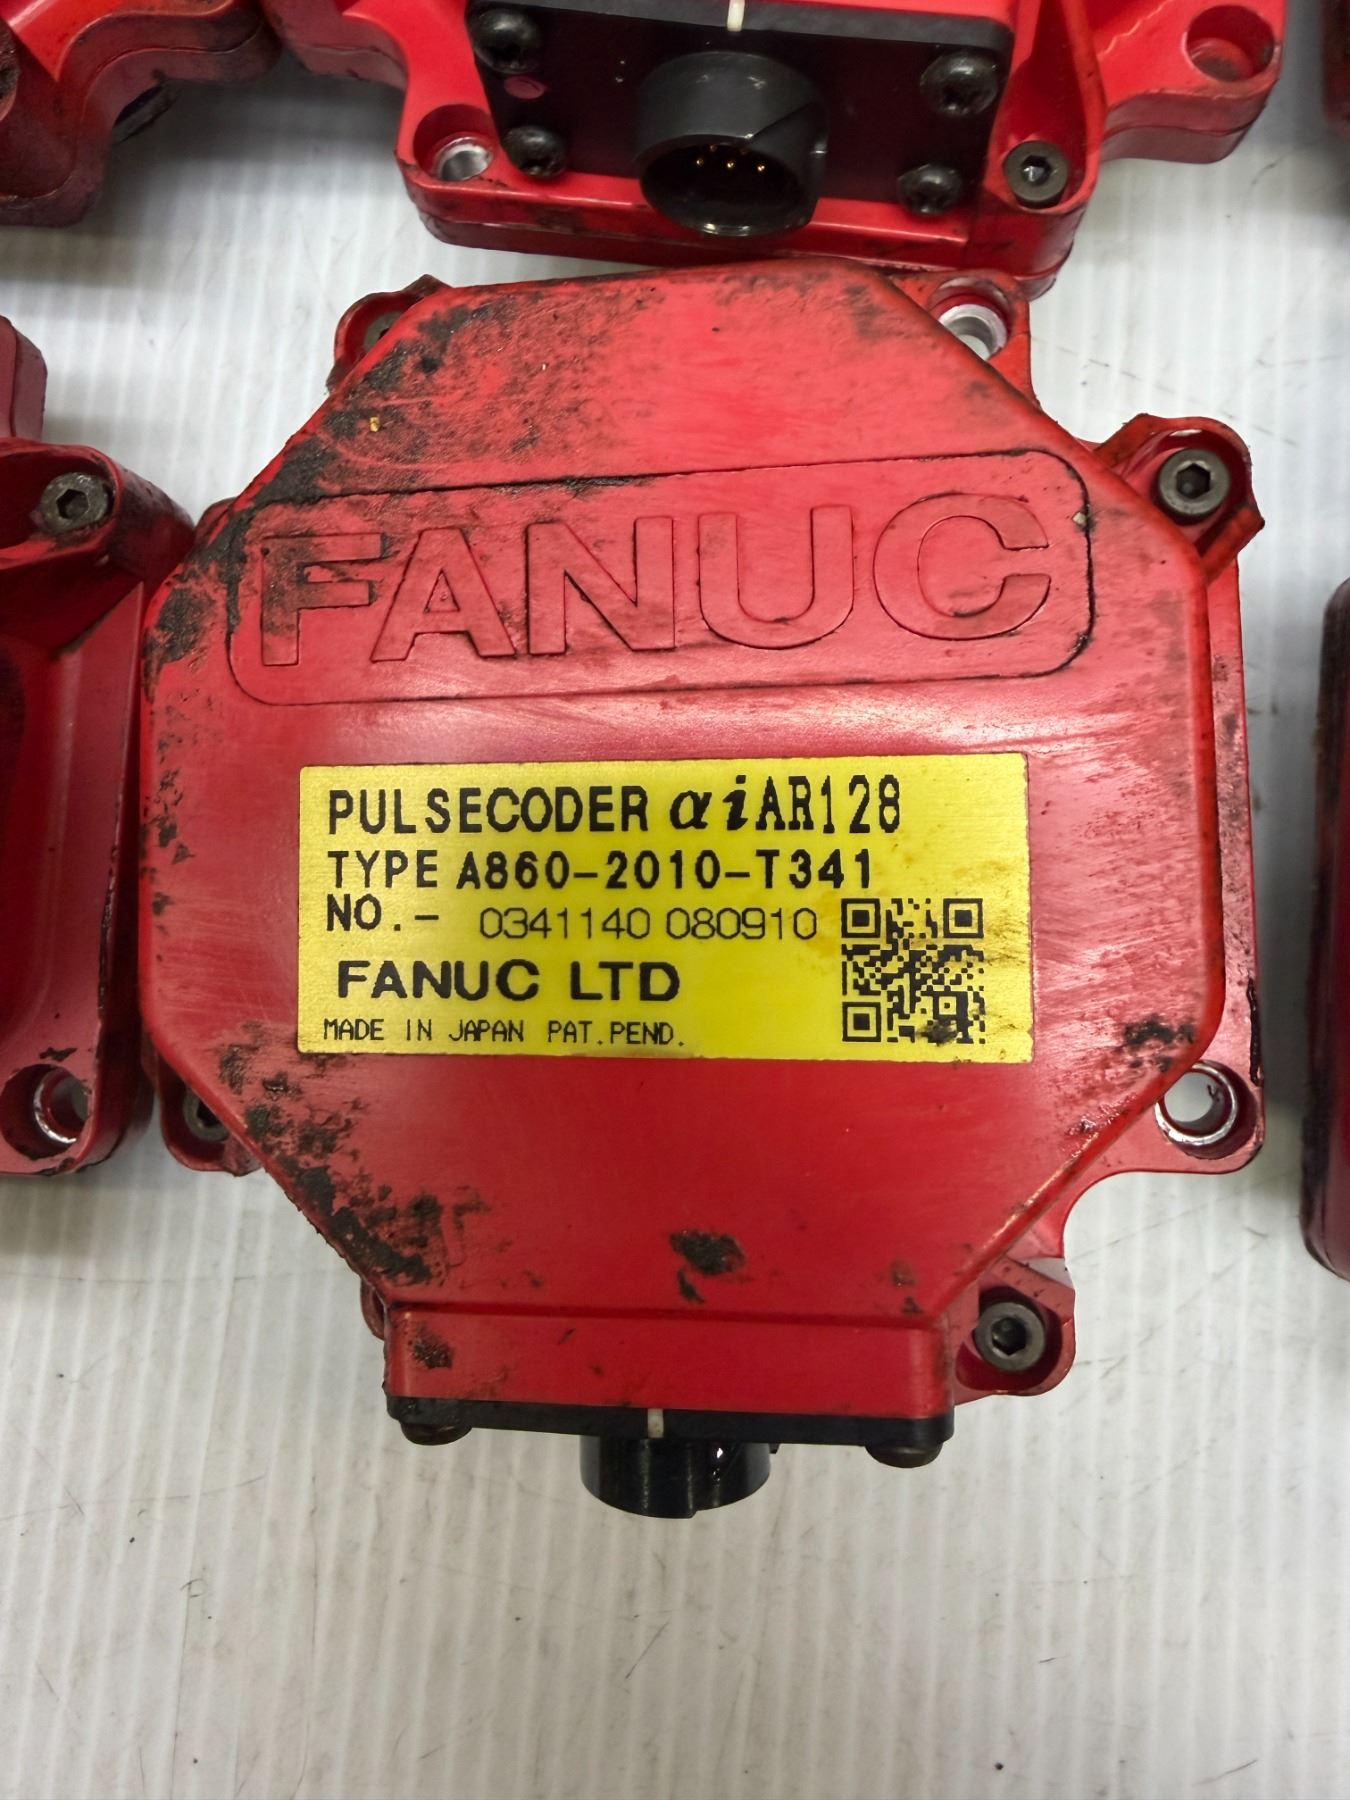 FANUC
PULSECODER αiAR128
TYPE A860-2010-T341
NO.- 0341140 080910
FANUC LTD
MADE IN JAPAN PAT.PEND.